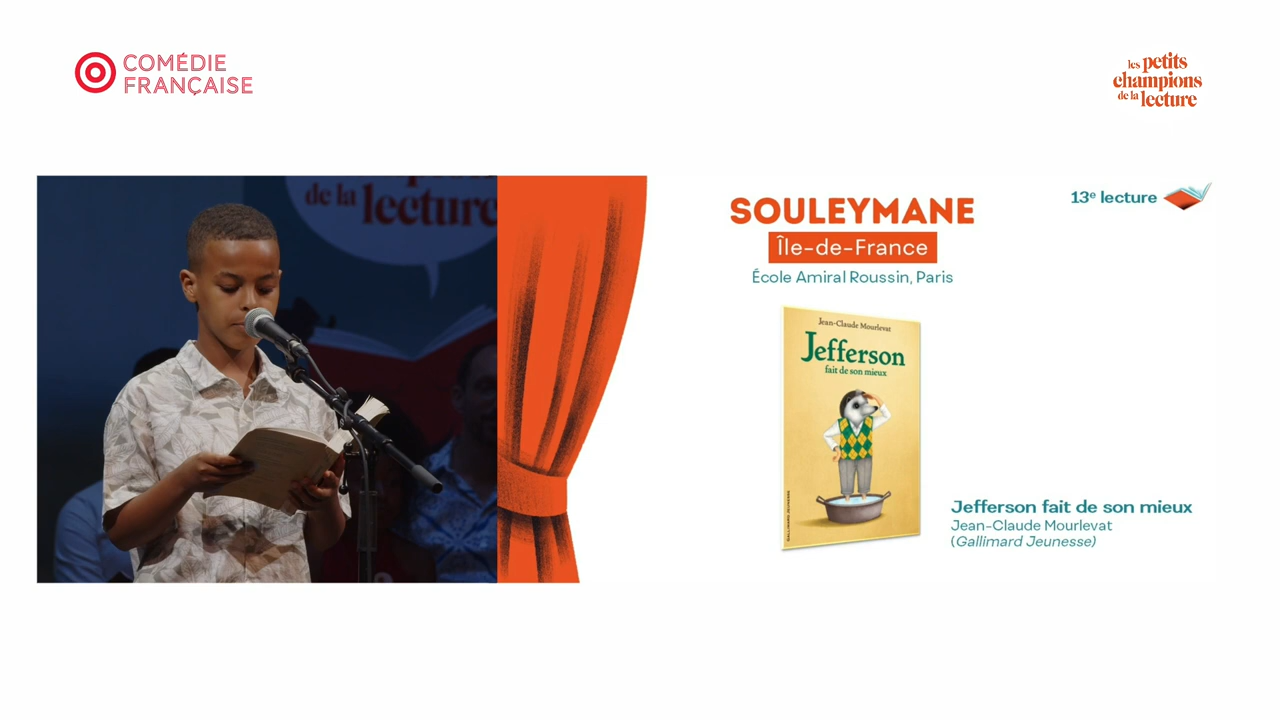 COMÉDIE
FRANÇAISE
les petits
champions
de la lecture
de la lecture
SOULEYMANE
Île-de-France
École Amiral Roussin, Paris
13e lecture
Jean-Claude Mourlevat
Jefferson
fait de son mieux
GALLIMARD JEUNESSE
Jefferson fait de son mieux
Jean-Claude Mourlevat
(Gallimard Jeunesse)